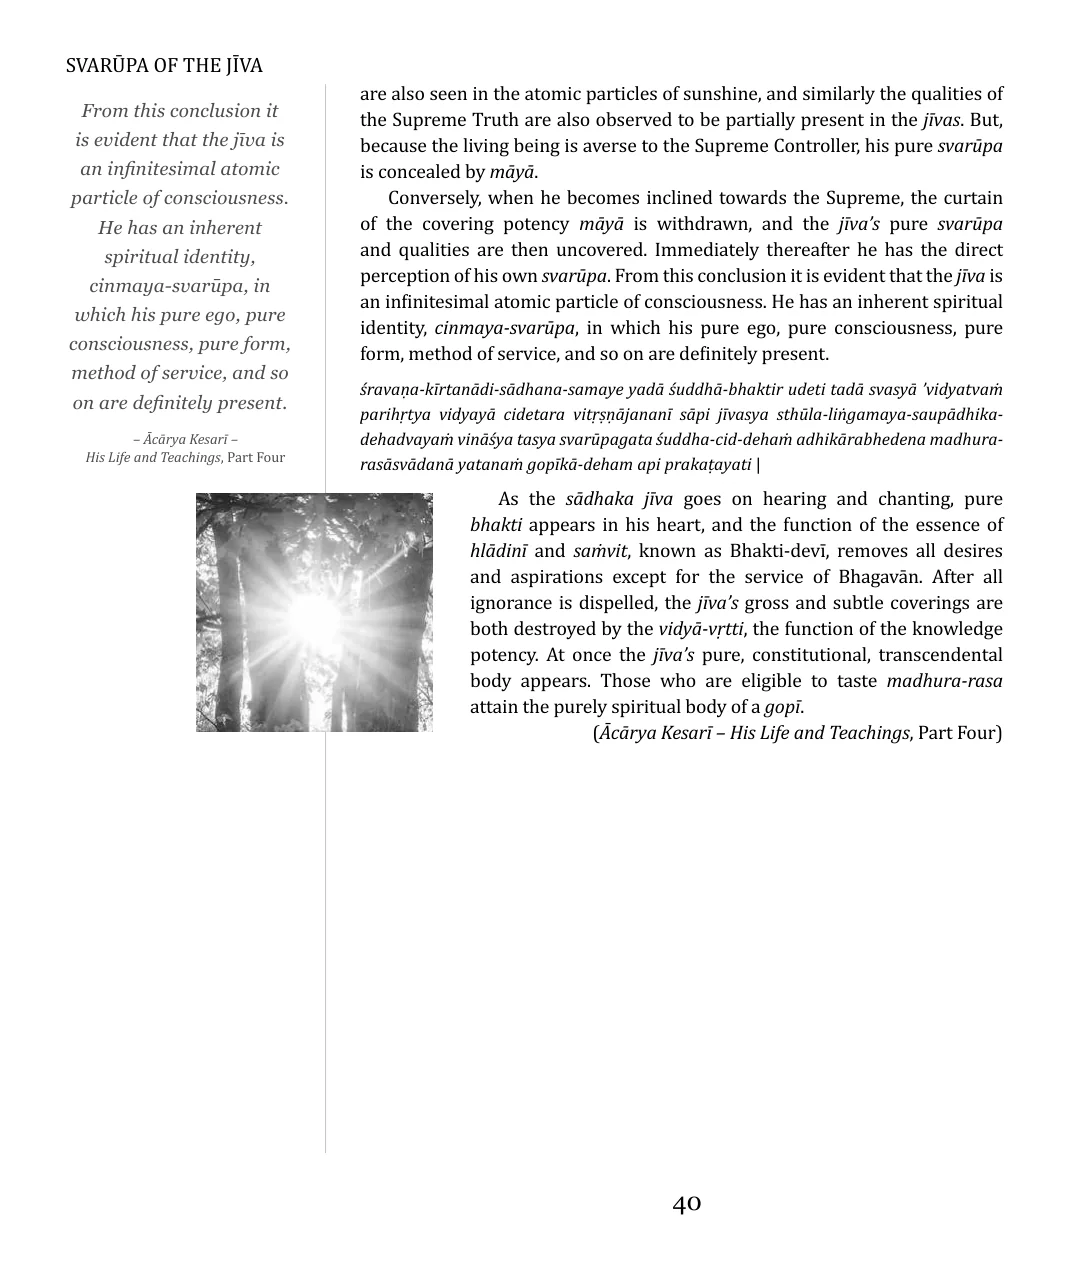 SVARŪPA OF THE JĪVA
From this conclusion it
is evident that the jīva is
an infinitesimal atomic
particle of consciousness.
He has an inherent
spiritual identity,
cinmaya-svarūpa, in
which his pure ego, pure
consciousness, pure form,
method of service, and so
on are definitely present.
– Ācārya Kesarī –
His Life and Teachings, Part Four
are also seen in the atomic particles of sunshine, and similarly the qualities of
the Supreme Truth are also observed to be partially present in the jīvas. But,
because the living being is averse to the Supreme Controller, his pure svarūpa
is concealed by māyā.
Conversely, when he becomes inclined towards the Supreme, the curtain
of the covering potency māyā is withdrawn, and the jīva’s pure svarūpa
and qualities are then uncovered. Immediately thereafter he has the direct
perception of his own svarūpa. From this conclusion it is evident that the jīva is
an infinitesimal atomic particle of consciousness. He has an inherent spiritual
identity, cinmaya-svarūpa, in which his pure ego, pure consciousness, pure
form, method of service, and so on are definitely present.
śravaṇa-kīrtanādi-sādhana-samaye yadā śuddhā-bhaktir udeti tadā svasyā ’vidyatvaṁ
parihṛtya vidyayā cidetara vitṛṣṇājananī sāpi jīvasya sthūla-liṅgamaya-saupādhika-
dehadvayaṁ vināśya tasya svarūpagata śuddha-cid-dehaṁ adhikārabhedena madhura-
rasāsvādanā yatanaṁ gopīkā-deham api prakaṭayati |
As the sādhaka jīva goes on hearing and chanting, pure
bhakti appears in his heart, and the function of the essence of
hlādinī and saṁvit, known as Bhakti-devī, removes all desires
and aspirations except for the service of Bhagavān. After all
ignorance is dispelled, the jīva’s gross and subtle coverings are
both destroyed by the vidyā-vṛtti, the function of the knowledge
potency. At once the jīva’s pure, constitutional, transcendental
body appears. Those who are eligible to taste madhura-rasa
attain the purely spiritual body of a gopī.
(Ācārya Kesarī – His Life and Teachings, Part Four)
40